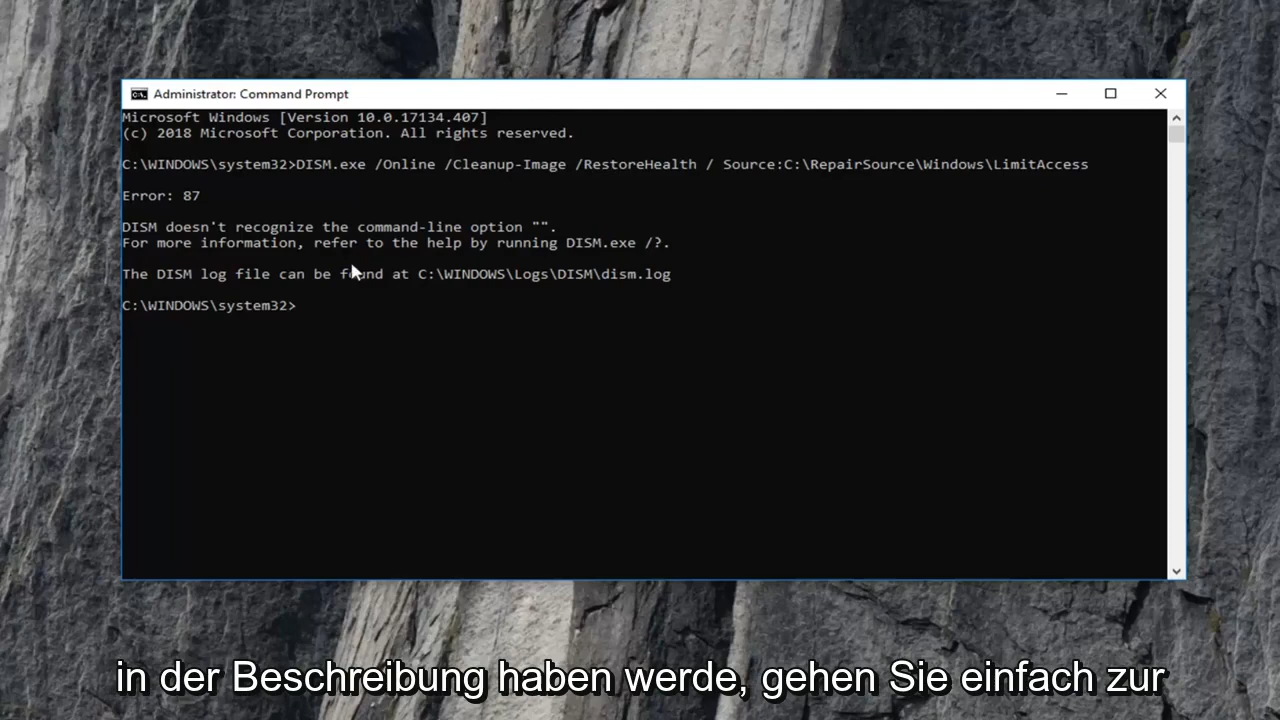 Administrator: Command Prompt
Microsoft Windows [Version 10.0.17134.407]
(c) 2018 Microsoft Corporation. All rights reserved.
C:\WINDOWS\system32>DISM.exe /Online /Cleanup-Image /RestoreHealth / Source:C:\RepairSource\Windows\LimitAccess
Error: 87
DISM doesn't recognize the command-line option "".
For more information, refer to the help by running DISM.exe /?.
The DISM log file can be found at C:\WINDOWS\Logs\DISM\dism.log
C:\WINDOWS\system32>
in der Beschreibung haben werde, gehen Sie einfach zur